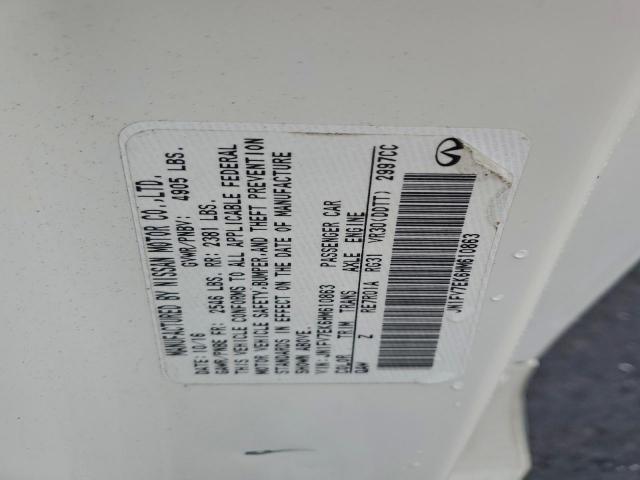 MANUFACTURED BY NISSAN MOTOR CO.,LTD.
DATE: 10/16 GVWR/PNBV: 4905 LBS.
GAWR/PNBE FR: 2546 LBS. RR: 2381 LBS.
THIS VEHICLE CONFORMS TO ALL APPLICABLE FEDERAL
MOTOR VEHICLE SAFETY,BUMPER,AND THEFT PREVENTION
STANDARDS IN EFFECT ON THE DATE OF MANUFACTURE
SHOWN ABOVE.
VIN: JN1FV7EK6HM610863 PASSENGER CAR
COLOR TRIM TRANS AXLE ENGINE
QAW Z RE7R01A RG31 VR30(DDTT) 2997CC
JN1FV7EK6HM610863